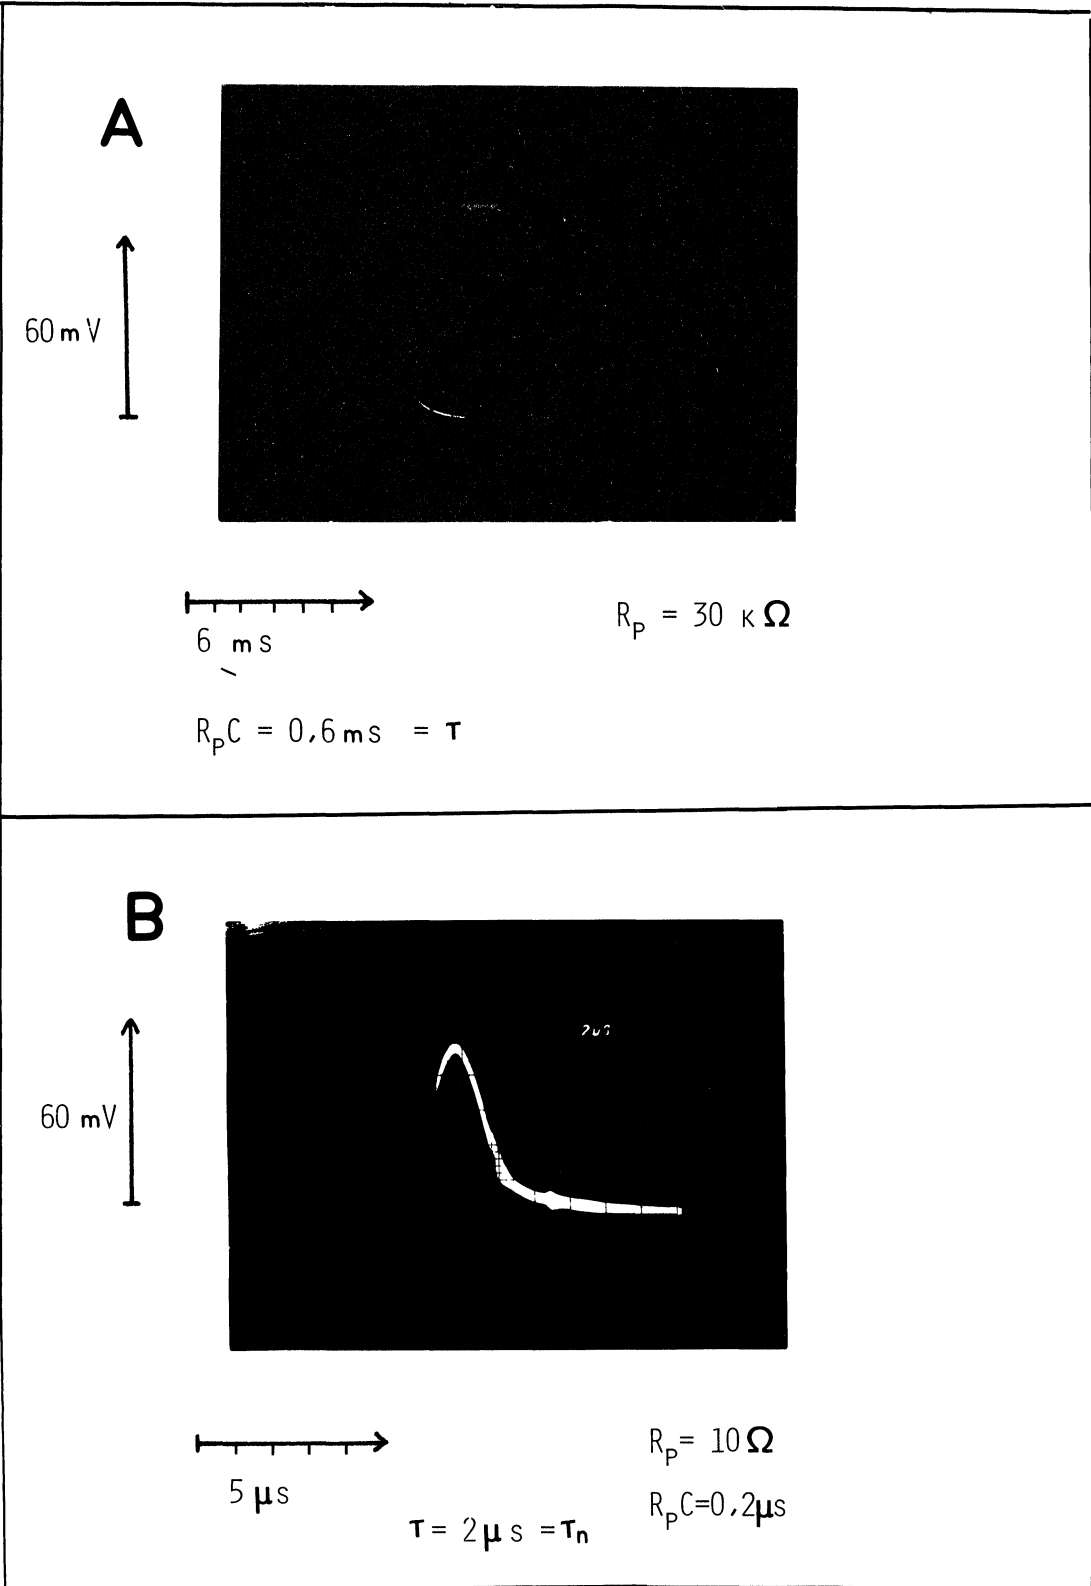 A
60 mV
6 ms
R_P = 30 KΩ
R_PC = 0,6 ms = τ
B
60 mV
5 μs
R_P = 10 Ω
R_PC=0,2μs
τ = 2 μs = τ_n